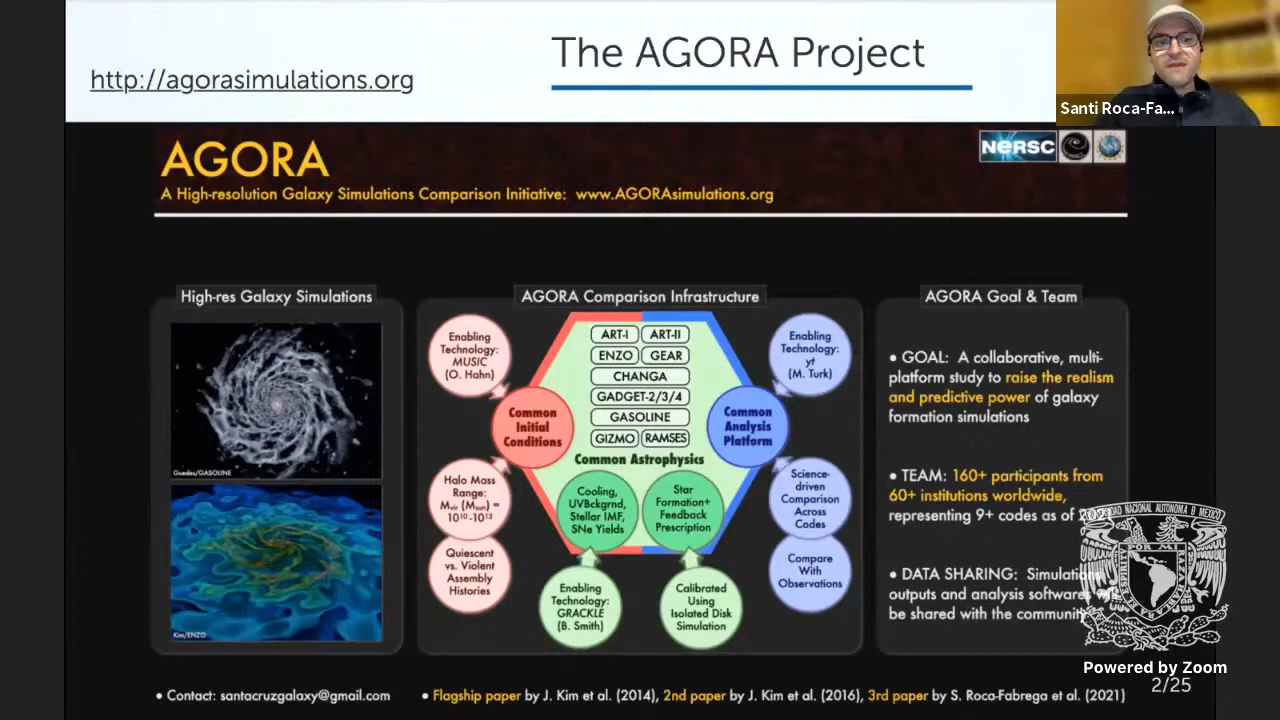 http://agorasimulations.org
The AGORA Project
Santi Roca-Fa...
AGORA
A High-resolution Galaxy Simulations Comparison Initiative: www.AGORAsimulations.org
NERSC
High-res Galaxy Simulations
Guedes/GASOLINE
Kim/ENZO
AGORA Comparison Infrastructure
Enabling
Technology:
MUSIC
(O. Hahn)
Common
Initial
Conditions
Halo Mass
Range:
Mvir (Msun) =
10¹⁰-10¹³
Quiescent
vs. Violent
Assembly
Histories
ART-I ART-II
ENZO GEAR
CHANGA
GADGET-2/3/4
GASOLINE
GIZMO RAMSES
Common Astrophysics
Cooling,
UVBckgrnd,
Stellar IMF,
SNe Yields
Star
Formation+
Feedback
Prescription
Enabling
Technology:
GRACKLE
(B. Smith)
Calibrated
Using
Isolated Disk
Simulation
Enabling
Technology:
yt
(M. Turk)
Common
Analysis
Platform
Science-
driven
Comparison
Across
Codes
Compare
With
Observations
AGORA Goal & Team
• GOAL: A collaborative, multi-
platform study to raise the realism
and predictive power of galaxy
formation simulations
• TEAM: 160+ participants from
60+ institutions worldwide,
representing 9+ codes as of
• DATA SHARING: Simulations
outputs and analysis softwares will
be shared with the community
Powered by Zoom
2/25
• Contact: santacruzgalaxy@gmail.com
• Flagship paper by J. Kim et al. (2014), 2nd paper by J. Kim et al. (2016), 3rd paper by S. Roca-Fabrega et al. (2021)